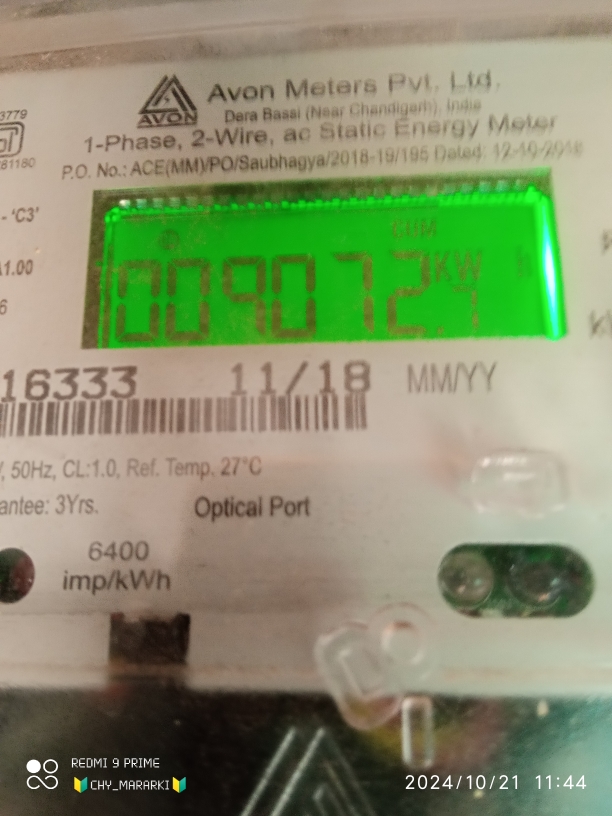 3779
Avon Meters Pvt. Ltd.
AVON
Dera Bassi (Near Chandigarh), India
81180
1-Phase, 2-Wire, ac Static Energy Meter
P.O. No.: ACE(MM)/PO/Saubhagya/2018-19/195 Dated: 12-10-2018
- 'C3'
CUM
009072.7
KW
1.00
6
16333 11/18 MM/YY
, 50Hz, CL:1.0, Ref. Temp. 27°C
antee: 3Yrs. Optical Port
6400
imp/kWh
REDMI 9 PRIME
CHY_MARARKI
2024/10/21 11:44